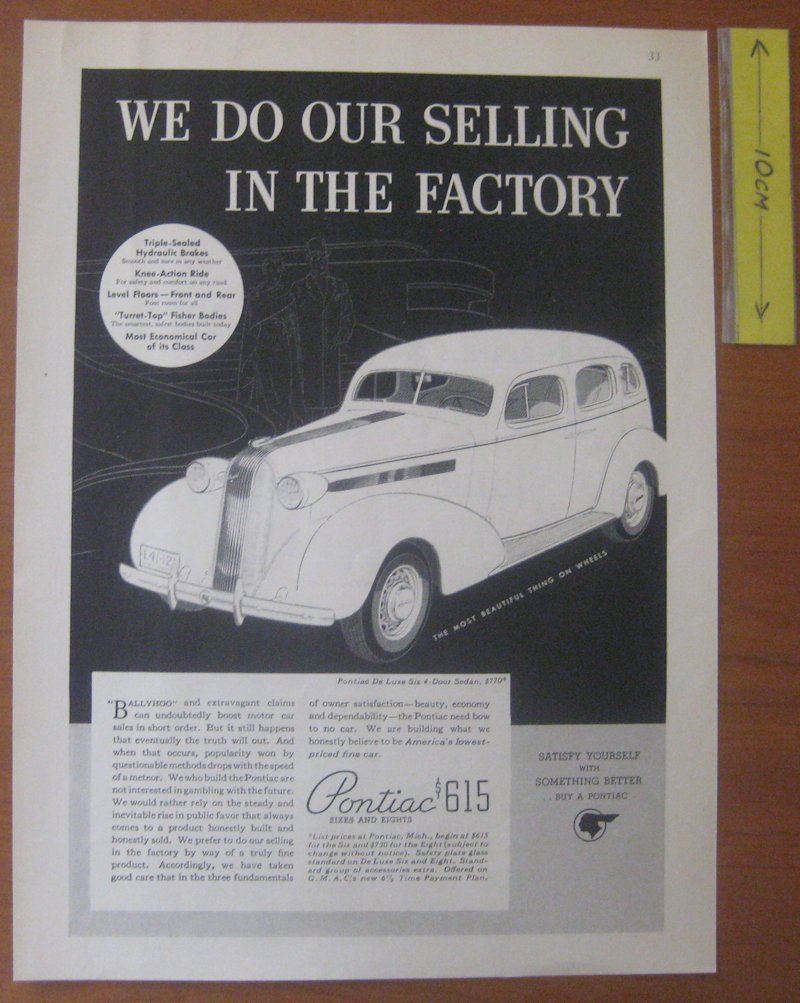 33
10CM
WE DO OUR SELLING
IN THE FACTORY
Triple-Sealed
Hydraulic Brakes
Smooth and sure in any weather
Knee-Action Ride
For safety and comfort on any road
Level Floors—Front and Rear
Foot room for all
"Turret-Top" Fisher Bodies
The smartest, safest bodies built today
Most Economical Car
of its Class
THE MOST BEAUTIFUL THING ON WHEELS
Pontiac De Luxe Six 4-Door Sedan, $770*
"BALLYHOO" and extravagant claims
can undoubtedly boost motor car
sales in short order. But it still happens
that eventually the truth will out. And
when that occurs, popularity won by
questionable methods drops with the speed
of a meteor. We who build the Pontiac are
not interested in gambling with the future.
We would rather rely on the steady and
inevitable rise in public favor that always
comes to a product honestly built and
honestly sold. We prefer to do our selling
in the factory by way of a truly fine
product. Accordingly, we have taken
good care that in the three fundamentals
of owner satisfaction—beauty, economy
and dependability—the Pontiac need bow
to no car. We are building what we
honestly believe to be America's lowest-
priced fine car.
Pontiac $615
SIXES AND EIGHTS
*List prices at Pontiac, Mich., begin at $615
for the Six and $730 for the Eight (subject to
change without notice). Safety plate glass
standard on De Luxe Six and Eight. Stand-
ard group of accessories extra. Offered on
G.M.A.C.'s new 6% Time Payment Plan.
SATISFY YOURSELF
WITH
SOMETHING BETTER
...BUY A PONTIAC